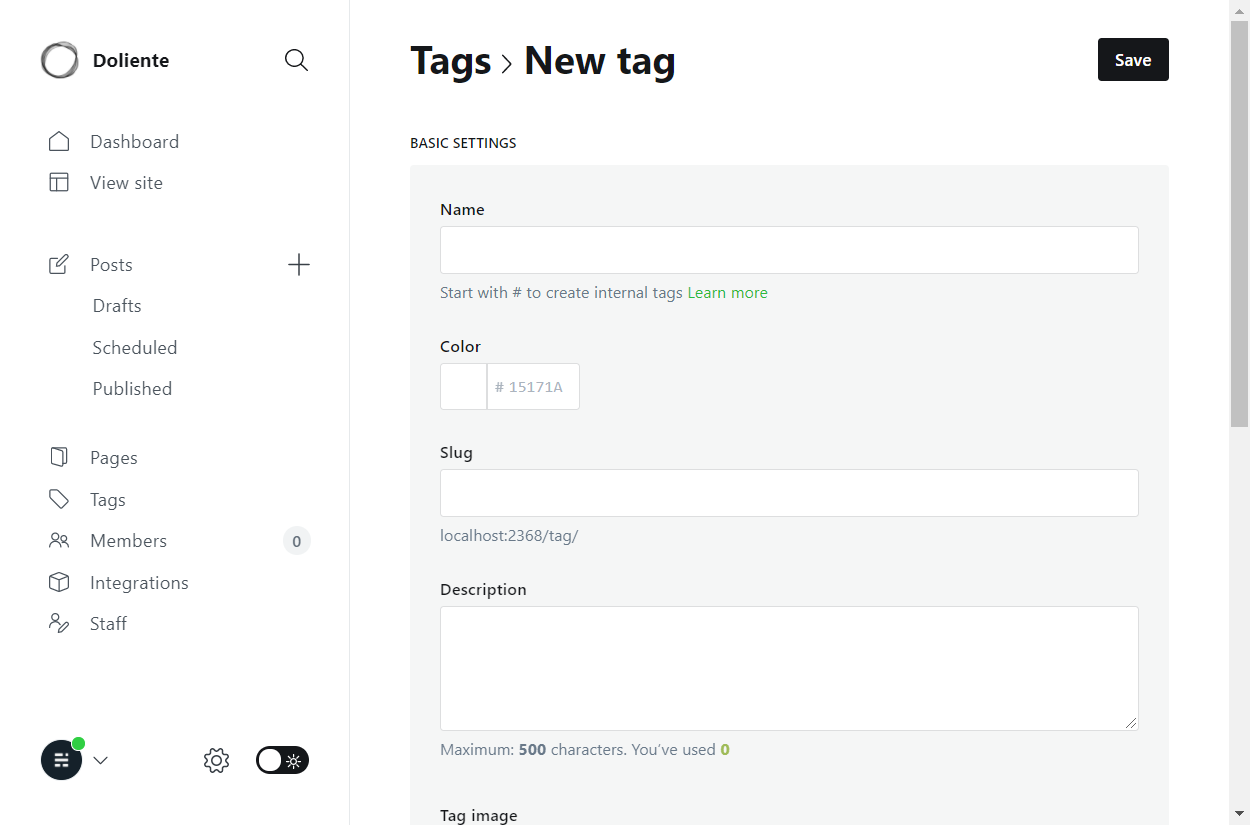 Doliente
Dashboard
View site
Posts
Drafts
Scheduled
Published
Pages
Tags
Members 0
Integrations
Staff
Tags New tag
Save
BASIC SETTINGS
Name
Start with # to create internal tags Learn more
Color
# 15171A
Slug
localhost:2368/tag/
Description
Maximum: 500 characters. You’ve used 0
Tag image